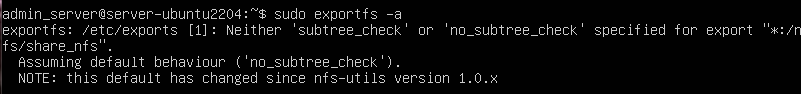 admin_server@server-ubuntu2204:~$ sudo exportfs -a
exportfs: /etc/exports [1]: Neither 'subtree_check' or 'no_subtree_check' specified for export "*:/n
fs/share_nfs".
  Assuming default behaviour ('no_subtree_check').
  NOTE: this default has changed since nfs-utils version 1.0.x